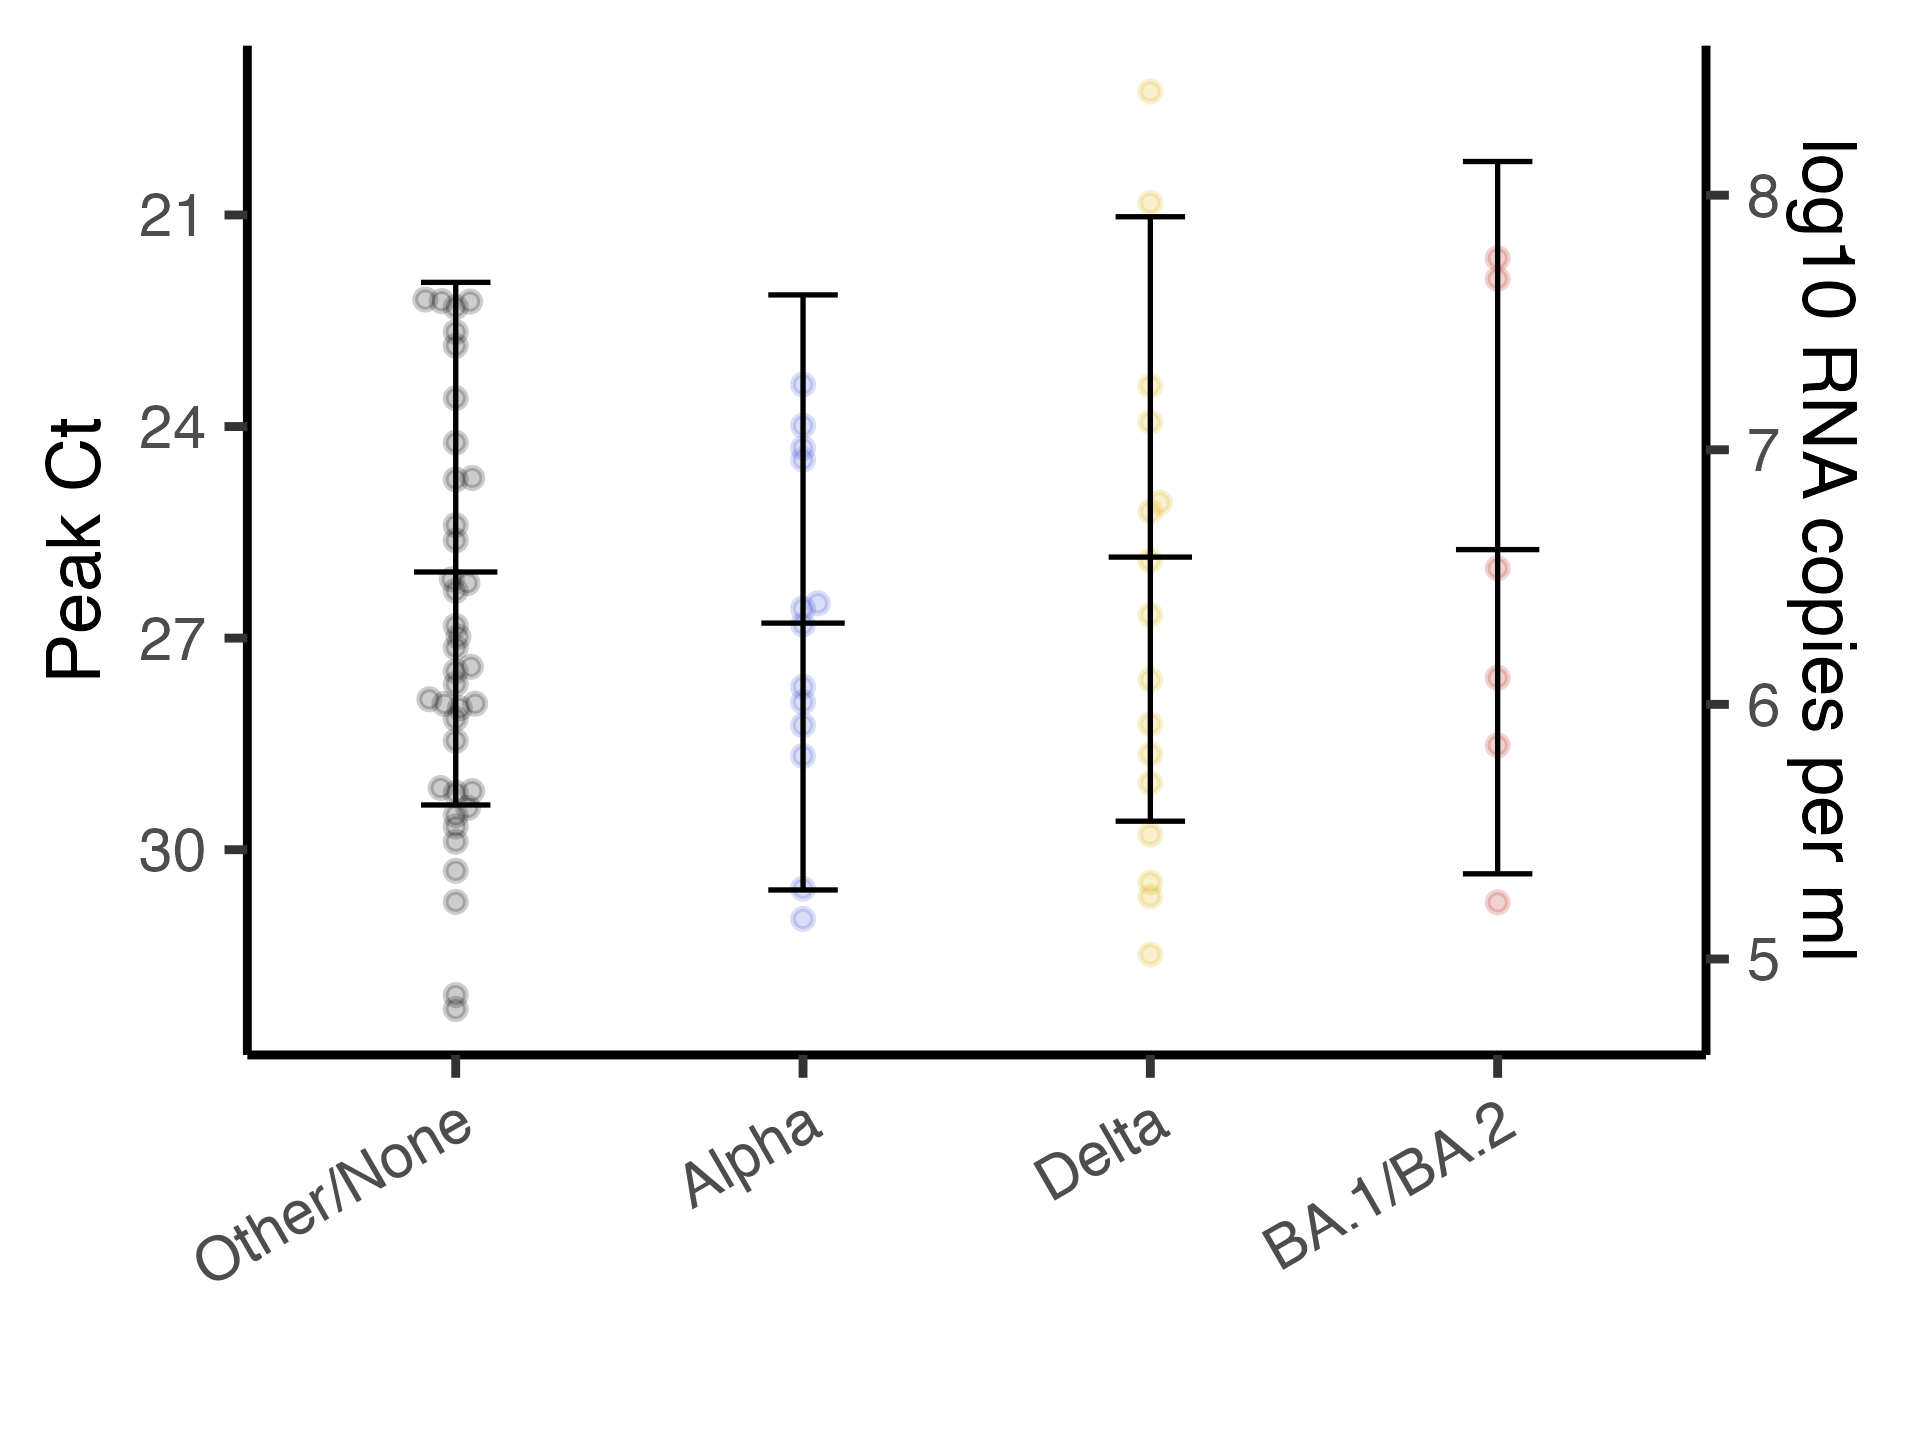 Peak Ct
21
24
27
30
log10 RNA copies per ml
8
7
6
5
Other/None
Alpha
Delta
BA.1/BA.2